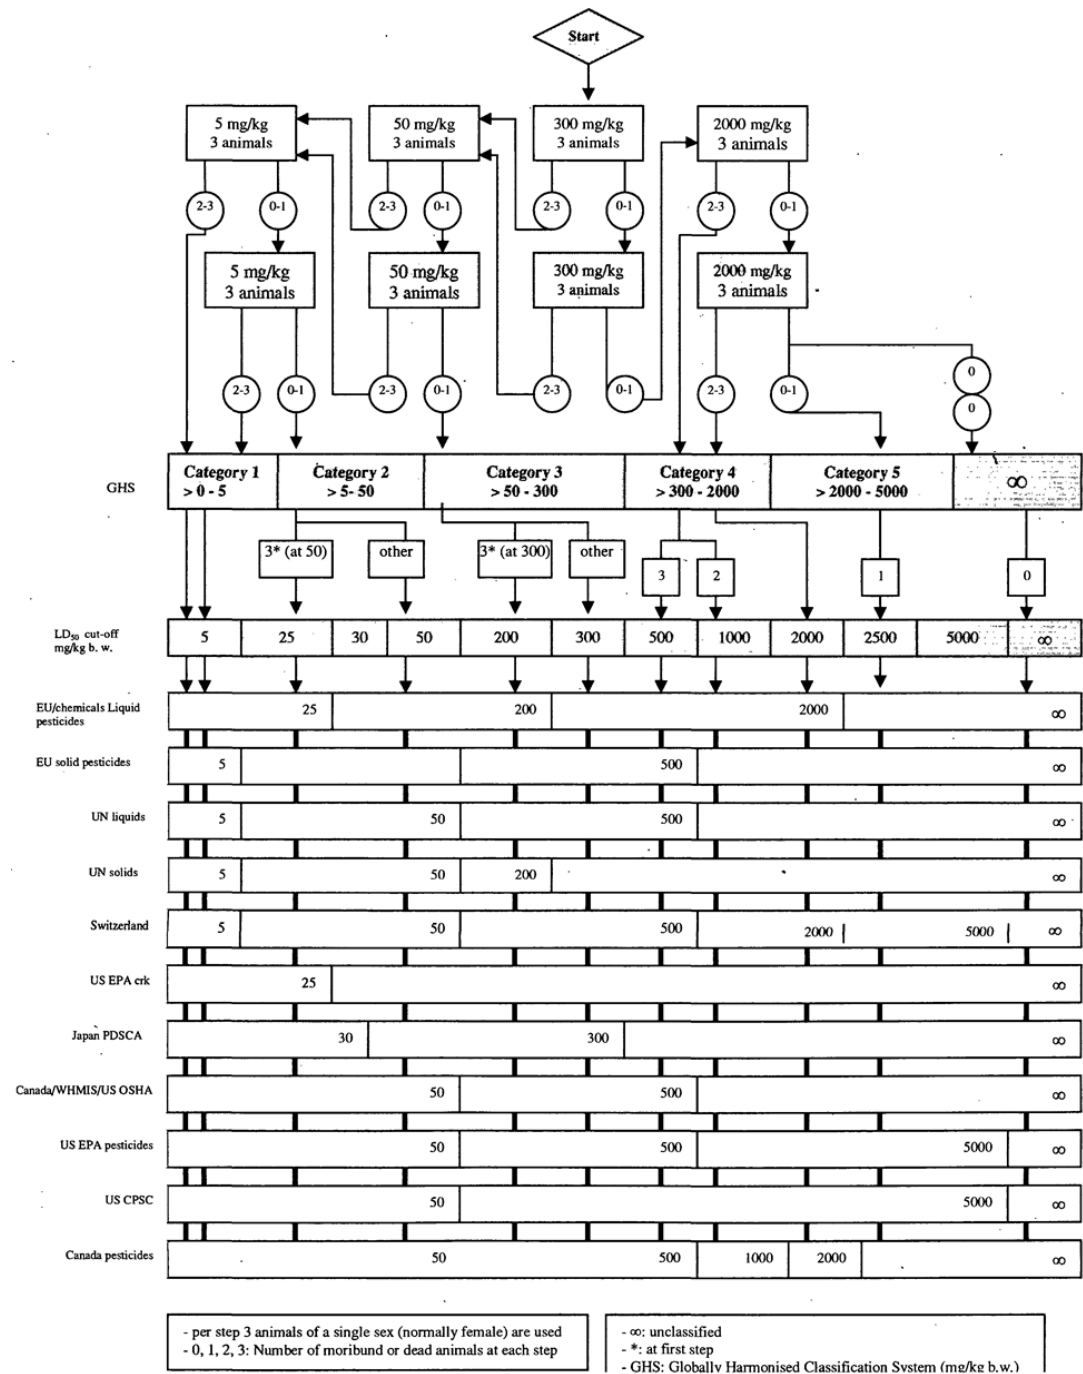 Start
5 mg/kg
3 animals
50 mg/kg
3 animals
300 mg/kg
3 animals
2000 mg/kg
3 animals
2-3
0-1
2-3
0-1
2-3
0-1
2-3
0-1
5 mg/kg
3 animals
50 mg/kg
3 animals
300 mg/kg
3 animals
2000 mg/kg
3 animals
2-3
0-1
2-3
0-1
2-3
0-1
2-3
0-1
0
0
GHS
Category 1
> 0 - 5
Category 2
> 5- 50
Category 3
> 50 - 300
Category 4
> 300 - 2000
Category 5
> 2000 - 5000
∞
3* (at 50)
other
3* (at 300)
other
3
2
1
0
LD₅₀ cut-off
mg/kg b. w.
5 25 30 50 200 300 500 1000 2000 2500 5000 ∞
EU/chemicals Liquid
pesticides
25 200 2000 ∞
EU solid pesticides 5 500 ∞
UN liquids 5 50 500 ∞
UN solids 5 50 200 ∞
Switzerland 5 50 500 2000 5000 ∞
US EPA crk 25 ∞
Japan PDSCA 30 300 ∞
Canada/WHMIS/US OSHA 50 500 ∞
US EPA pesticides 50 500 5000 ∞
US CPSC 50 5000 ∞
Canada pesticides 50 500 1000 2000 ∞
- per step 3 animals of a single sex (normally female) are used
- 0, 1, 2, 3: Number of moribund or dead animals at each step
- ∞: unclassified
- *: at first step
- GHS: Globally Harmonised Classification System (mg/kg b.w.)